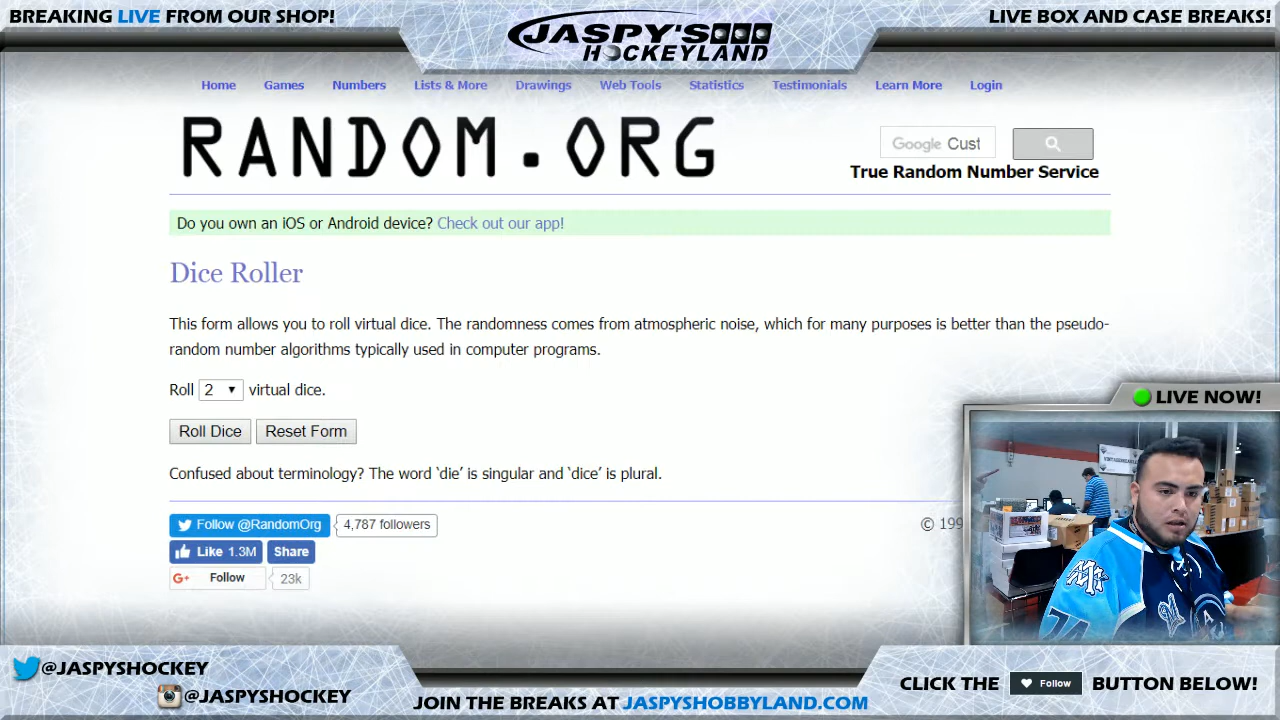 BREAKING LIVE FROM OUR SHOP!
JASPY'S
HOCKEYLAND
LIVE BOX AND CASE BREAKS!
Home Games Numbers Lists & More Drawings Web Tools Statistics Testimonials Learn More Login
RANDOM.ORG
Google Cust
True Random Number Service
Do you own an iOS or Android device? Check out our app!
Dice Roller
This form allows you to roll virtual dice. The randomness comes from atmospheric noise, which for many purposes is better than the pseudo-
random number algorithms typically used in computer programs.
Roll 2 virtual dice.
Roll Dice Reset Form
Confused about terminology? The word ‘die’ is singular and ‘dice’ is plural.
Follow @RandomOrg 4,787 followers
© 199
Like 1.3M Share
G+ Follow 23k
LIVE NOW!
@JASPYSHOCKEY
@JASPYSHOCKEY
JOIN THE BREAKS AT JASPYSHOBBYLAND.COM
CLICK THE Follow BUTTON BELOW!